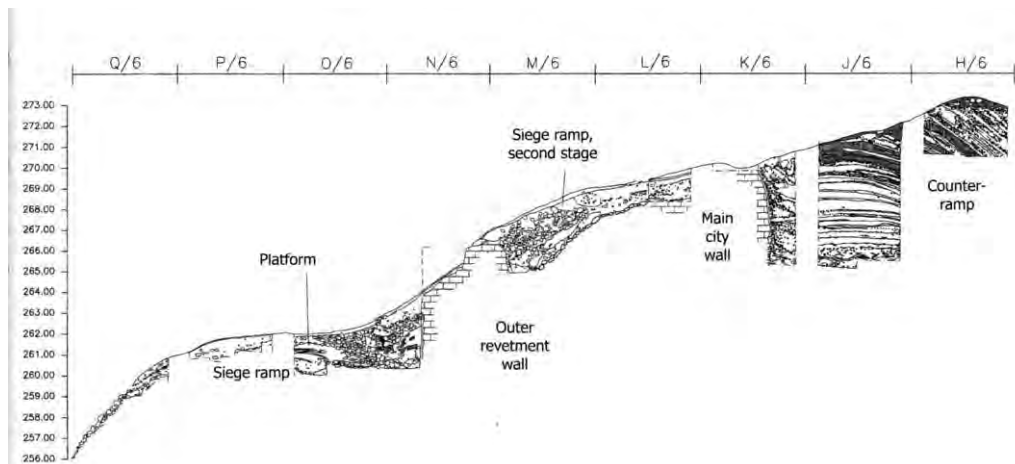 Q/6 P/6 O/6 N/6 M/6 L/6 K/6 J/6 H/6
273.00
272.00
271.00
270.00
269.00
268.00
267.00
266.00
265.00
264.00
263.00
262.00
261.00
260.00
259.00
258.00
257.00
256.00
Siege ramp,
second stage
Counter-
ramp
Main
city
wall
Platform
Outer
revetment
wall
Siege ramp